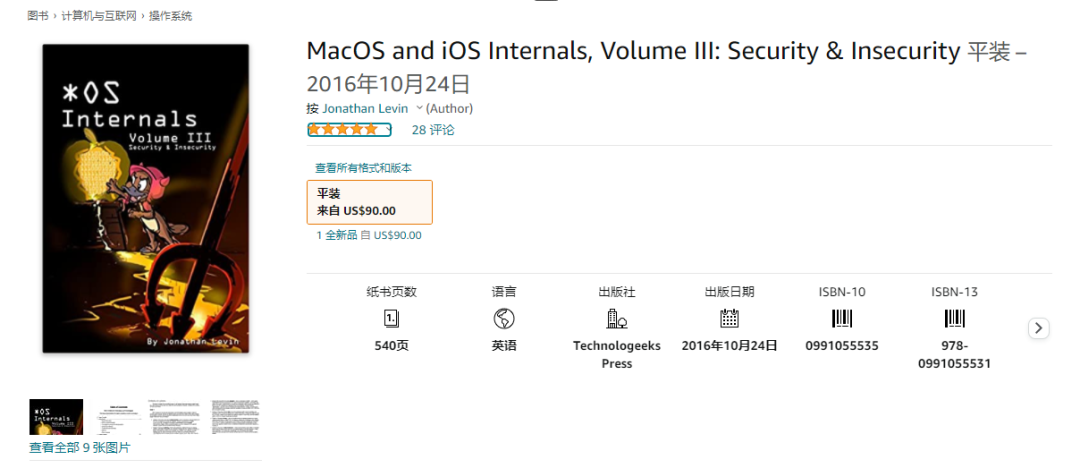 图书 › 计算机与互联网 › 操作系统
*OS
Internals
Volume III
Security & Insecurity
By Jonathan Levin
MacOS and iOS Internals, Volume III: Security & Insecurity 平装 –
2016年10月24日
按 Jonathan Levin (Author)
28 评论
查看所有格式和版本
平装
来自 US$90.00
1 全新品 自 US$90.00
纸书页数
1.
540页
语言
英语
出版社
Technologeeks
Press
出版日期
2016年10月24日
ISBN-10
0991055535
ISBN-13
978-
0991055531
*OS
Internals
Volume III
查看全部 9 张图片